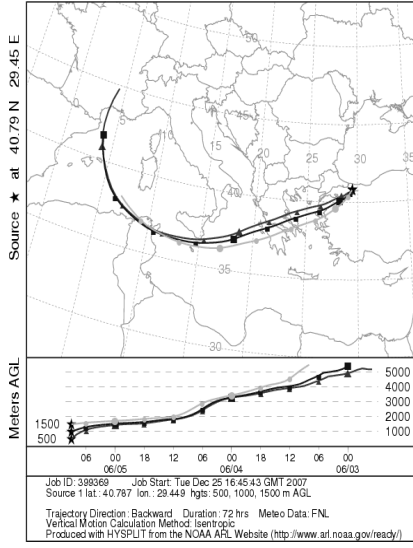 Source ★ at 40.79 N 29.45 E
50
45
5
10
15
20
25
30
35
40
35
30
Meters AGL
1500
1000
500
5000
4000
3000
2000
1000
06 00 18 12 06 00 18 12 06 00
06/05 06/04 06/03
Job ID: 399369 Job Start: Tue Dec 25 16:45:43 GMT 2007
Source 1 lat.: 40.787 lon.: 29.449 hgts: 500, 1000, 1500 m AGL
Trajectory Direction: Backward Duration: 72 hrs Meteo Data: FNL
Vertical Motion Calculation Method: Isentropic
Produced with HYSPLIT from the NOAA ARL Website (http://www.arl.noaa.gov/ready/)